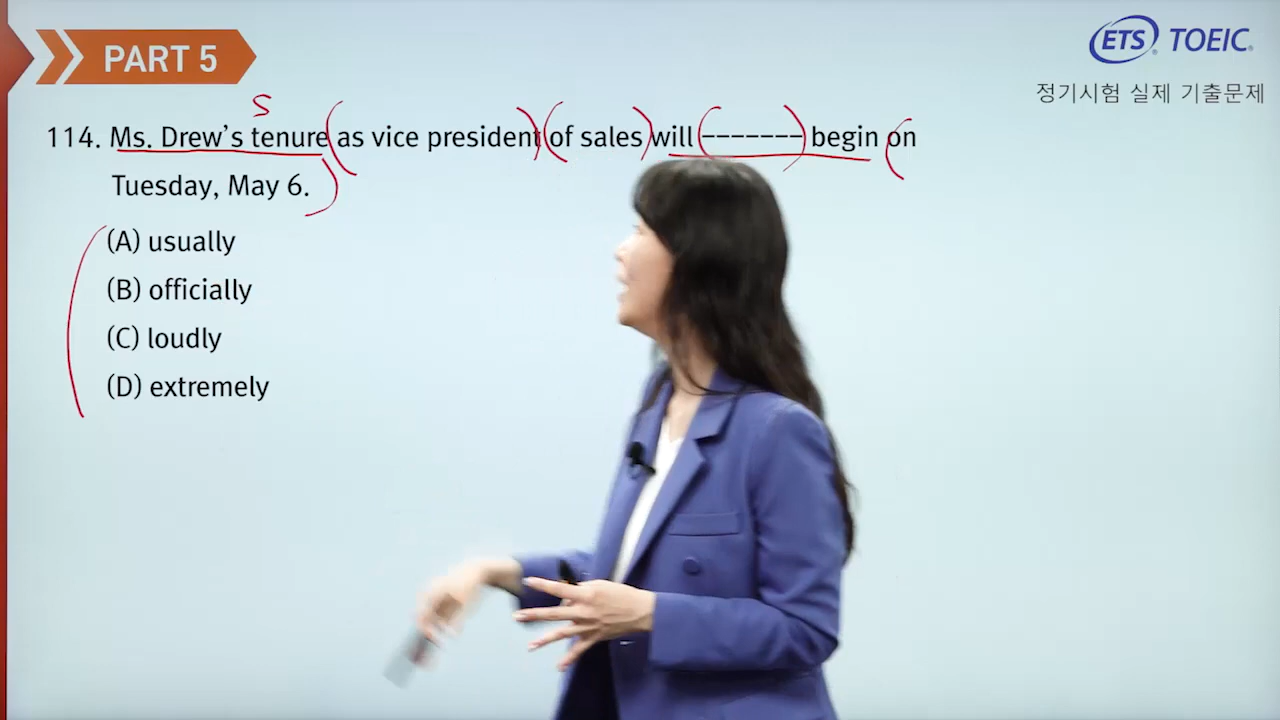 PART 5
ETS TOEIC
정기시험 실제 기출문제
S
114. Ms. Drew's tenure as vice president of sales will ------- begin on
Tuesday, May 6.
(A) usually
(B) officially
(C) loudly
(D) extremely